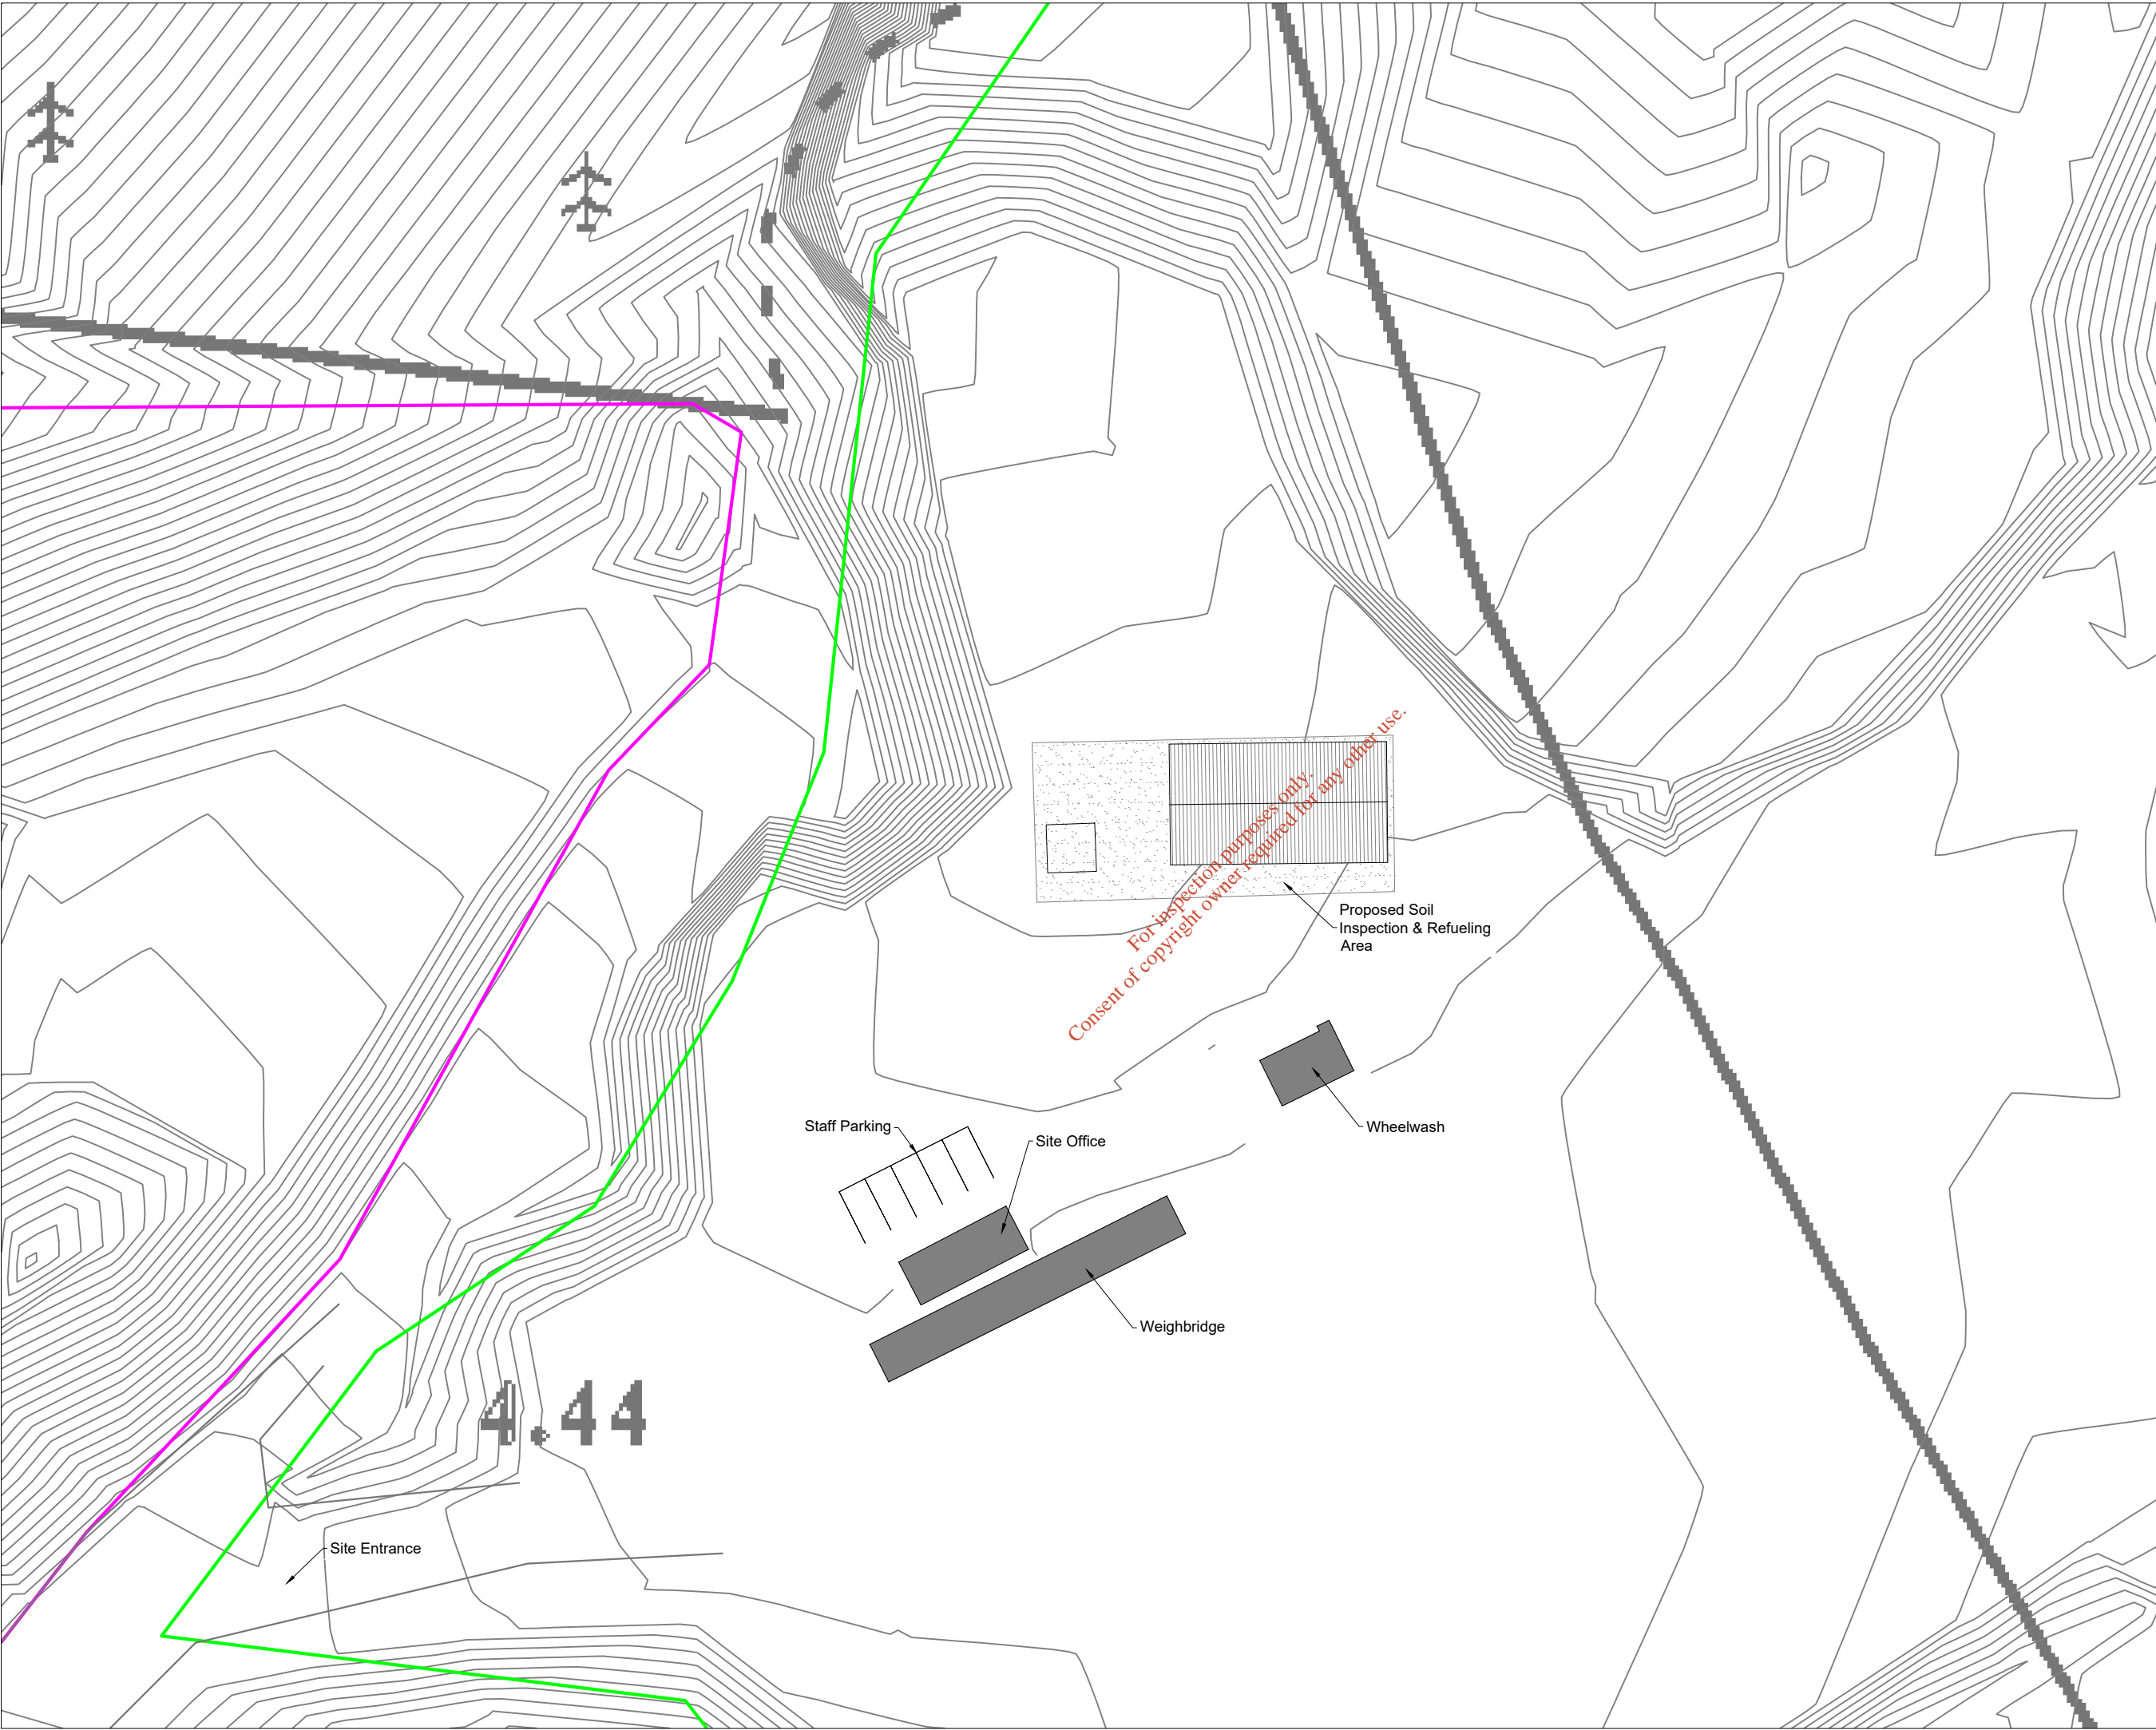 For inspection purposes only.
Consent of copyright owner required for any other use.
Proposed Soil
Inspection & Refueling
Area
Staff Parking
Site Office
Wheelwash
Weighbridge
4.44
Site Entrance